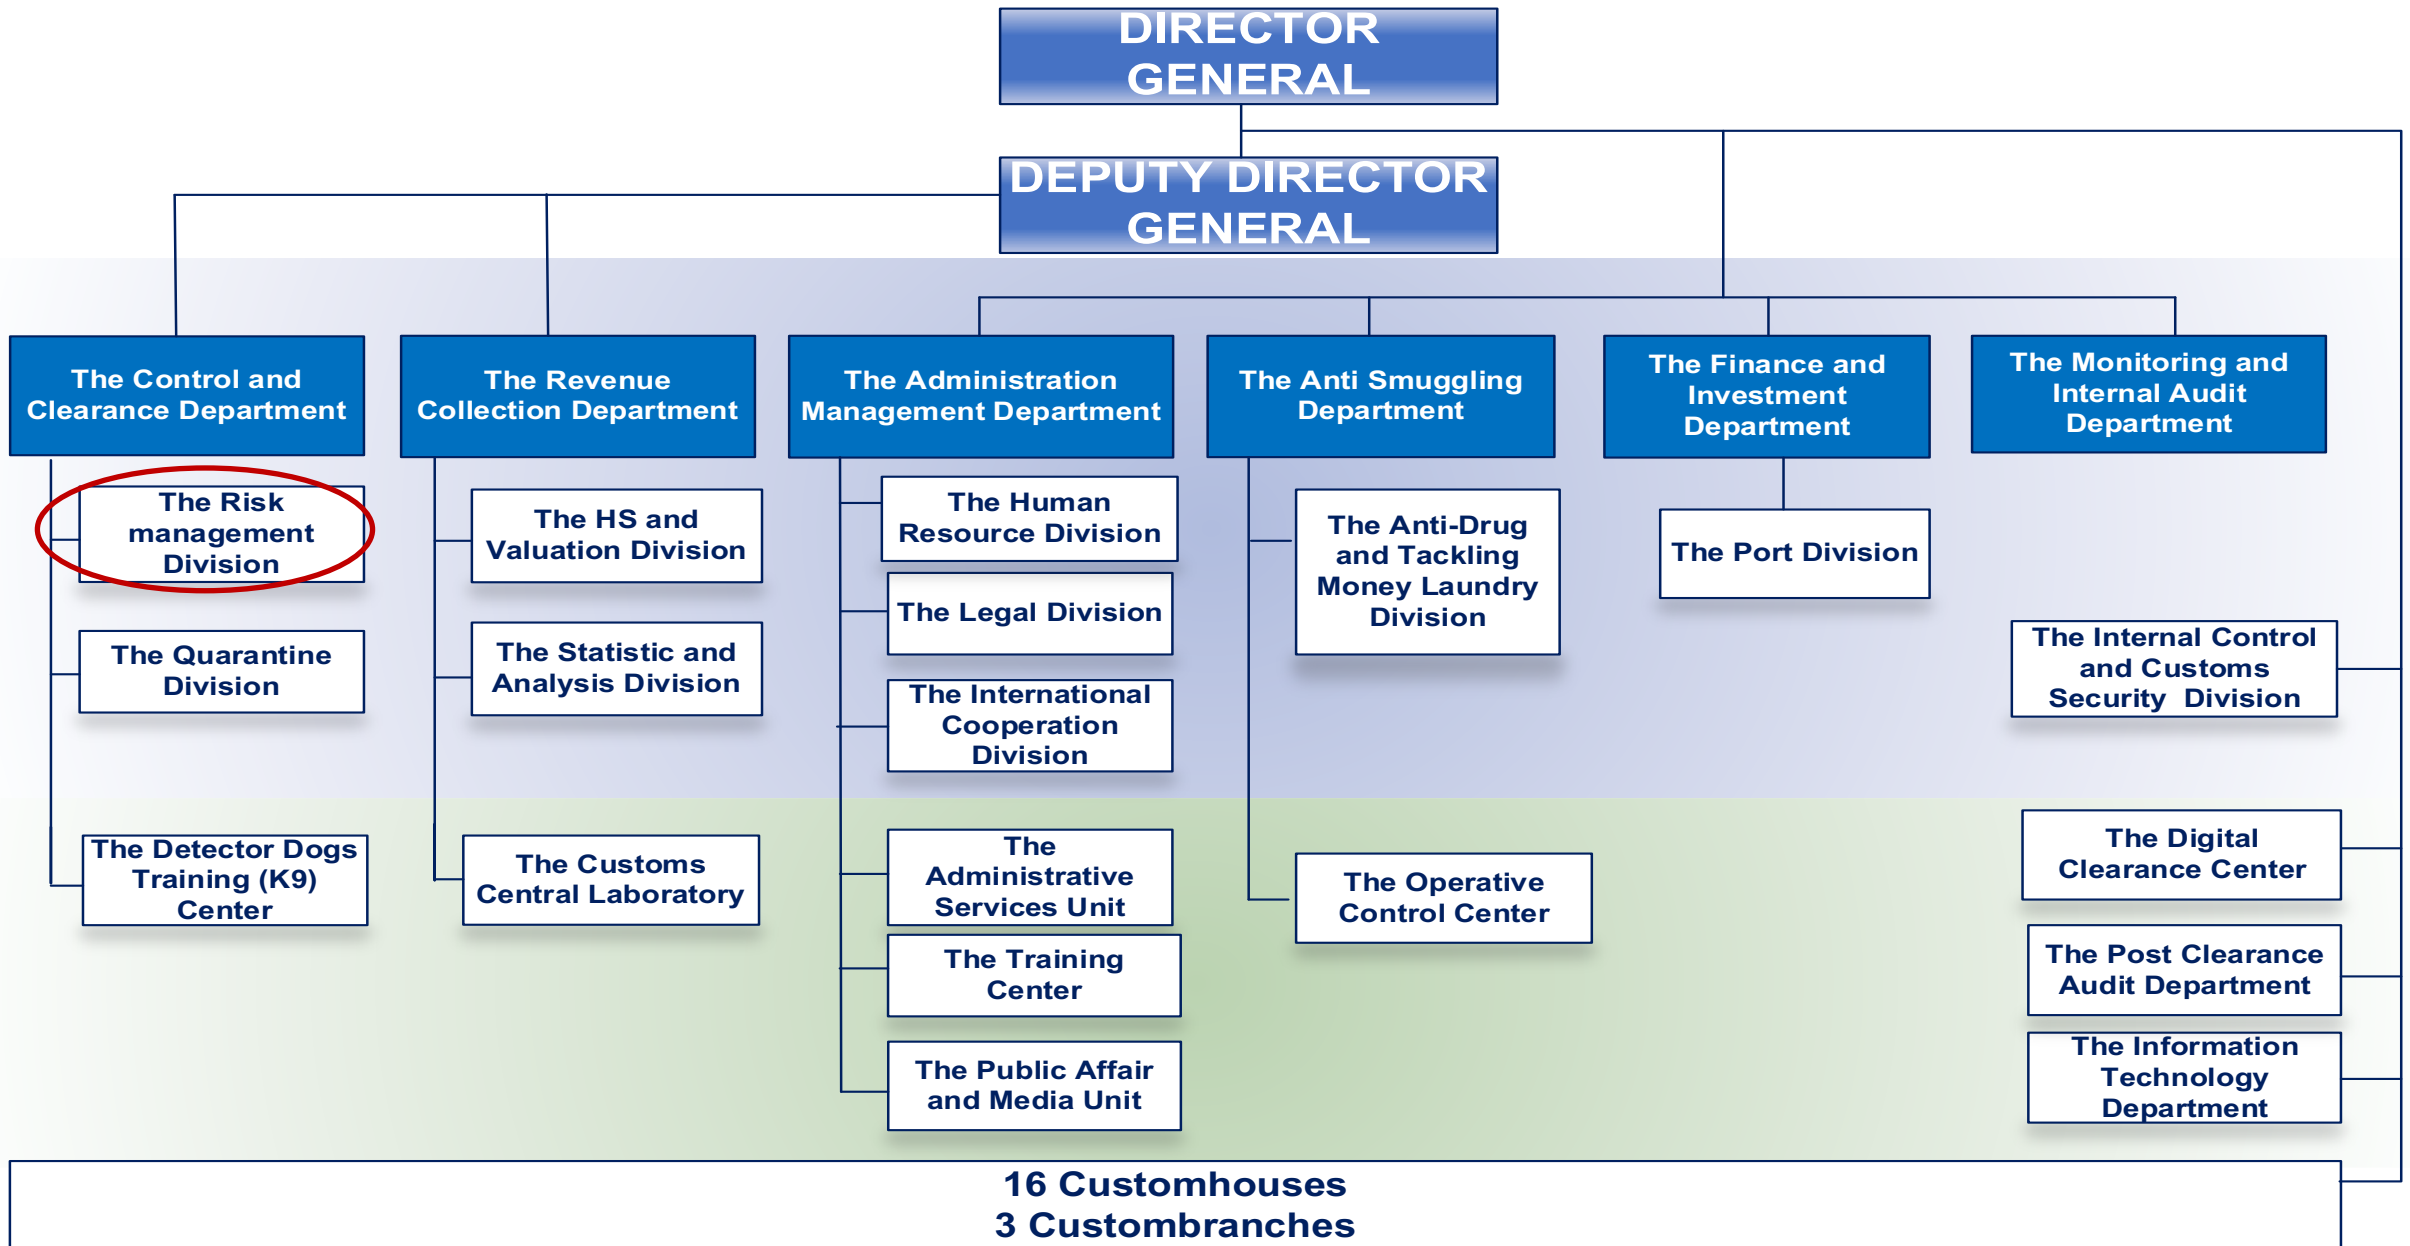 DIRECTOR
GENERAL
DEPUTY DIRECTOR
GENERAL
The Control and
Clearance Department
The Revenue
Collection Department
The Administration
Management Department
The Anti Smuggling
Department
The Finance and
Investment
Department
The Monitoring and
Internal Audit
Department
The Risk
management
Division
The Quarantine
Division
The Detector Dogs
Training (K9)
Center
The HS and
Valuation Division
The Statistic and
Analysis Division
The Customs
Central Laboratory
The Human
Resource Division
The Legal Division
The International
Cooperation
Division
The
Administrative
Services Unit
The Training
Center
The Public Affair
and Media Unit
The Anti-Drug
and Tackling
Money Laundry
Division
The Operative
Control Center
The Port Division
The Internal Control
and Customs
Security Division
The Digital
Clearance Center
The Post Clearance
Audit Department
The Information
Technology
Department
16 Customhouses
3 Custombranches